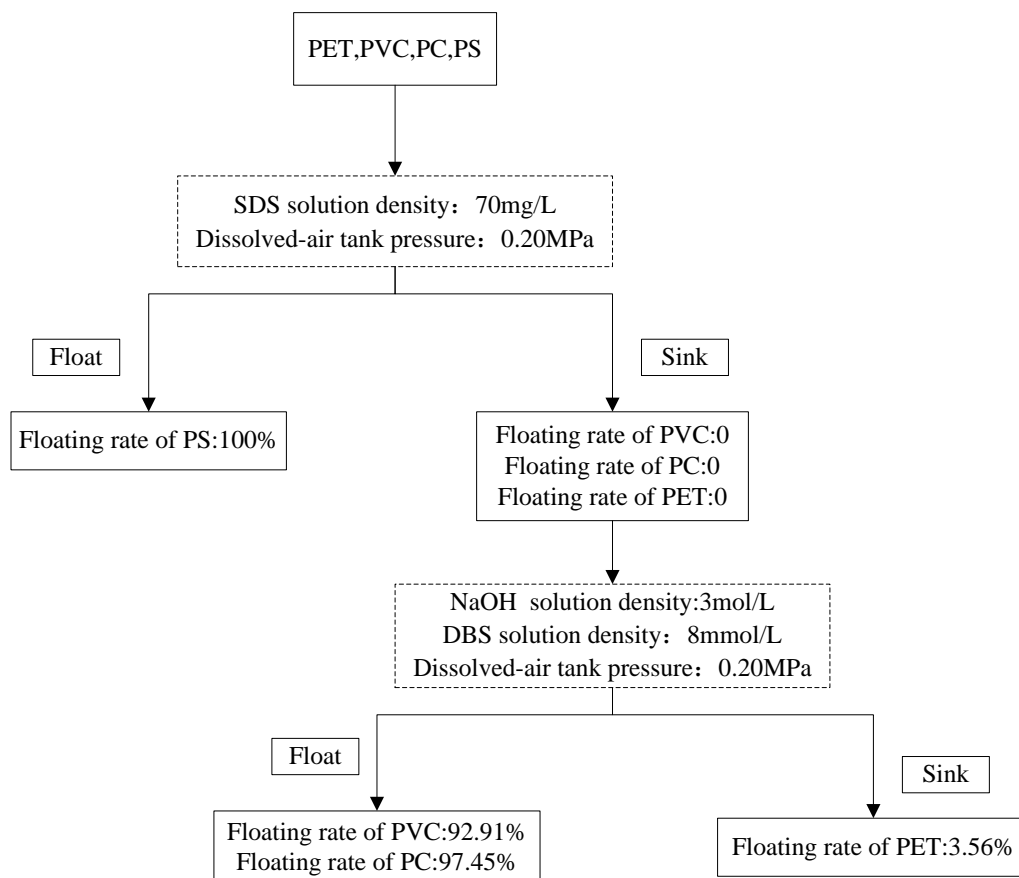 PET,PVC,PC,PS
SDS solution density：70mg/L
Dissolved-air tank pressure：0.20MPa
Float
Sink
Floating rate of PS:100%
Floating rate of PVC:0
Floating rate of PC:0
Floating rate of PET:0
NaOH solution density:3mol/L
DBS solution density：8mmol/L
Dissolved-air tank pressure：0.20MPa
Float
Sink
Floating rate of PVC:92.91%
Floating rate of PC:97.45%
Floating rate of PET:3.56%